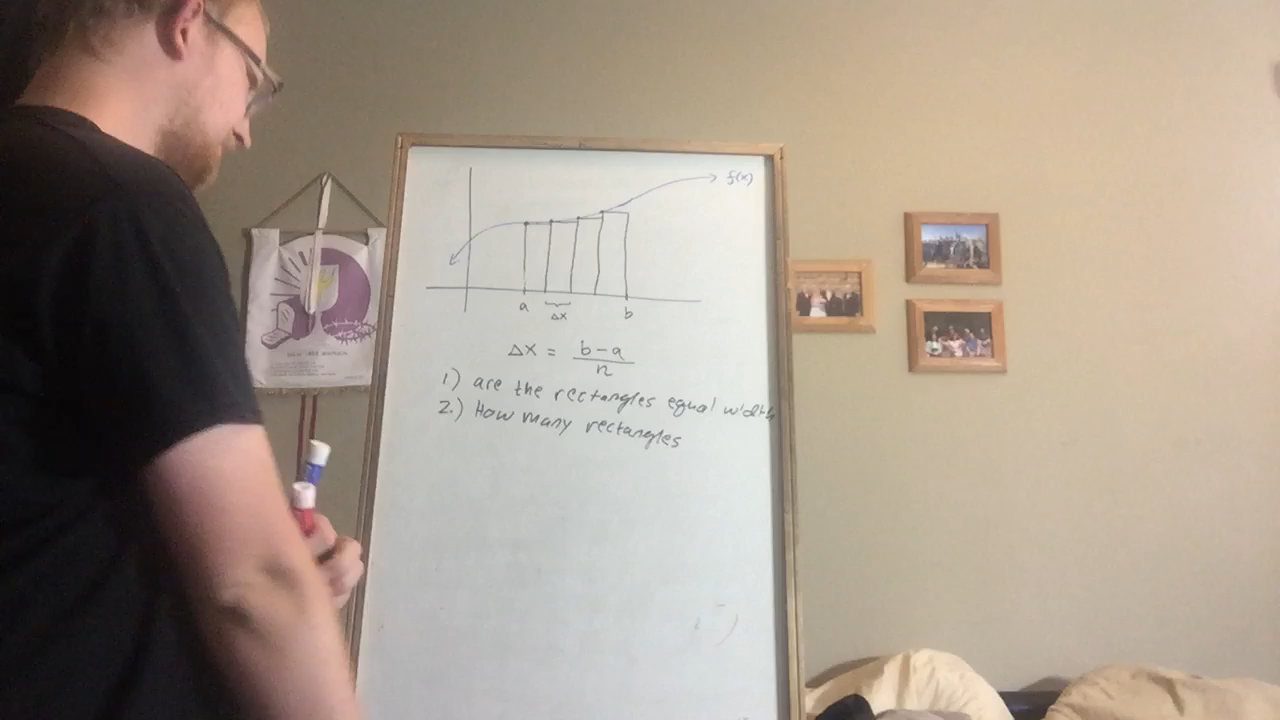 f(x)
a Δx b
Δx = b-a / n
1.) are the rectangles equal width
2.) How many rectangles